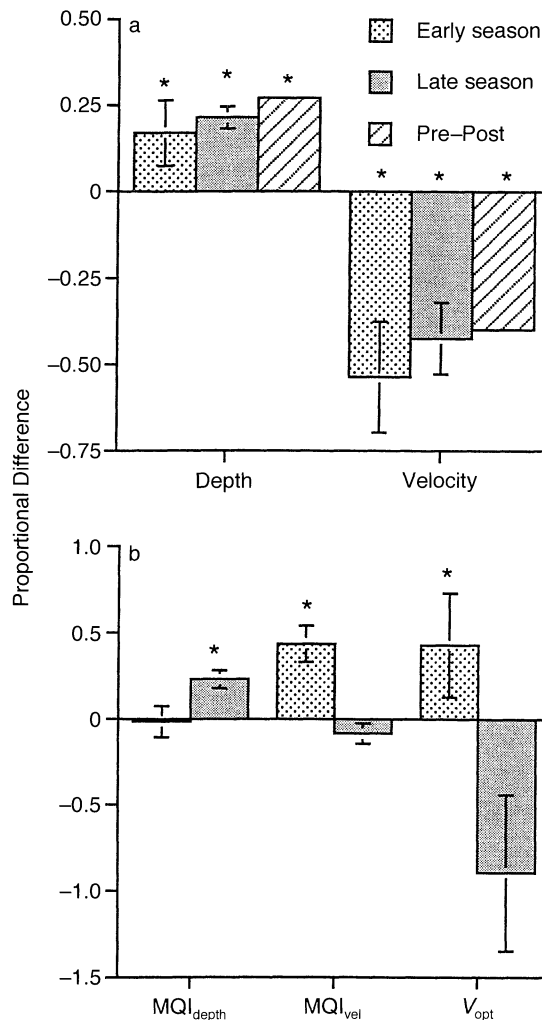 0.50
a
Early season
Late season
Pre–Post
* * *
0.25
* * *
0
–0.25
–0.50
–0.75
Depth Velocity
Proportional Difference
1.0
b
* * *
0.5
0
–0.5
–1.0
–1.5
MQIdepth MQIvel Vopt